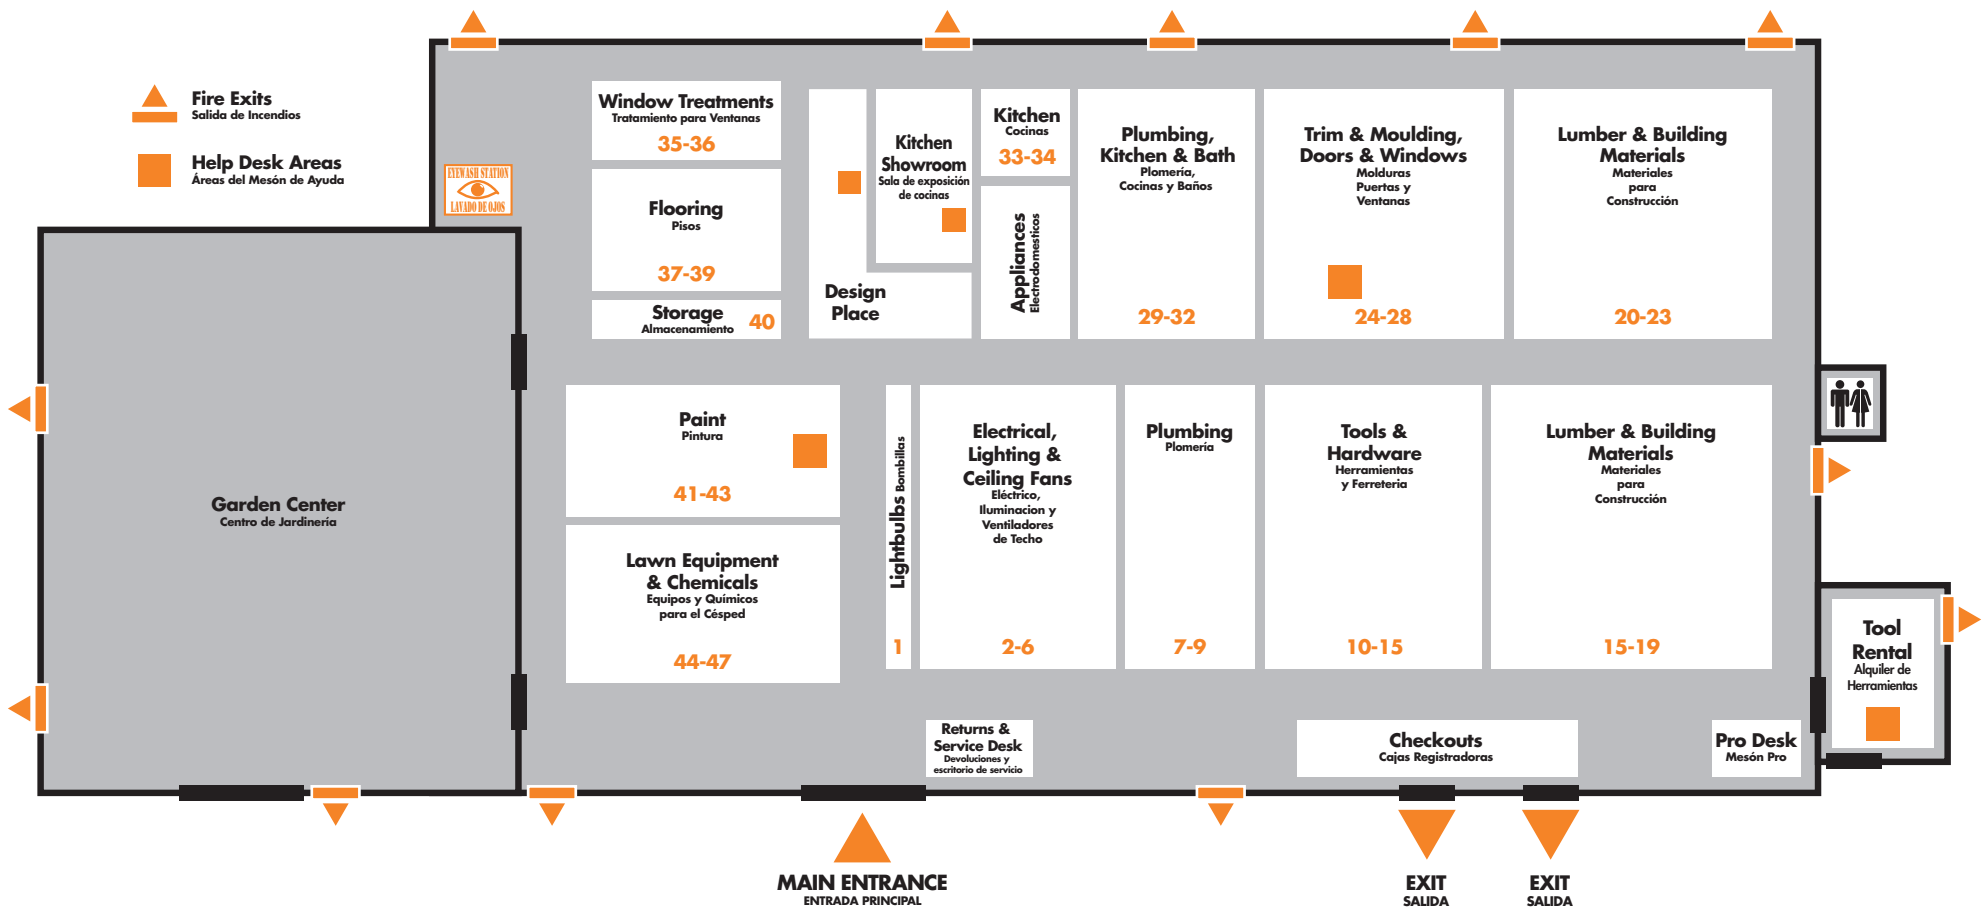 Fire Exits
Salida de Incendios
Help Desk Areas
Áreas del Mesón de Ayuda
EYEWASH STATION
LAVADO DE OJOS
Window Treatments
Tratamiento para Ventanas
35-36
Flooring
Pisos
37-39
Storage
Almacenamiento
40
Design
Place
Kitchen
Showroom
Sala de exposición
de cocinas
Kitchen
Cocinas
33-34
Appliances
Electrodomesticos
Plumbing,
Kitchen & Bath
Plomería,
Cocinas y Baños
29-32
Trim & Moulding,
Doors & Windows
Molduras
Puertas y
Ventanas
24-28
Lumber & Building
Materials
Materiales
para
Construcción
20-23
Garden Center
Centro de Jardinería
Paint
Pintura
41-43
Lawn Equipment
& Chemicals
Equipos y Químicos
para el Césped
44-47
Lightbulbs Bombillas
1
Electrical,
Lighting &
Ceiling Fans
Eléctrico,
Iluminacion y
Ventiladores
de Techo
2-6
Plumbing
Plomería
7-9
Tools &
Hardware
Herramientas
y Ferreteria
10-15
Lumber & Building
Materials
Materiales
para
Construcción
15-19
Tool
Rental
Alquiler de
Herramientas
Returns &
Service Desk
Devoluciones y
escritorio de servicio
Checkouts
Cajas Registradoras
Pro Desk
Mesón Pro
MAIN ENTRANCE
ENTRADA PRINCIPAL
EXIT
SALIDA
EXIT
SALIDA